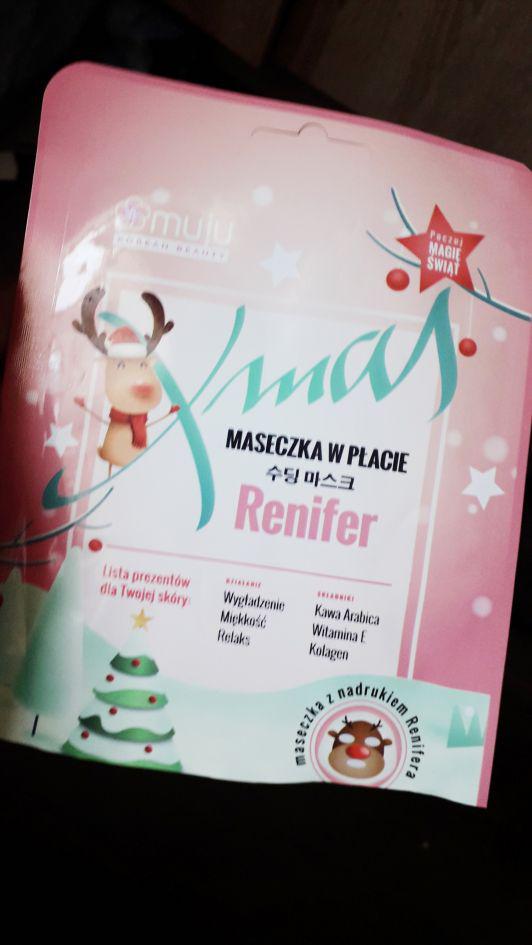 muju
KOREAN BEAUTY
Poczuj
MAGIĘ
ŚWIĄT
Xmas
MASECZKA W PŁACIE
수딩 마스크
Renifer
Lista prezentów
dla Twojej skóry:
DZIAŁANIE
Wygładzenie
Miękkość
Relaks
SKŁADNIKI
Kawa Arabica
Witamina E
Kolagen
maseczka z nadrukiem Renifera